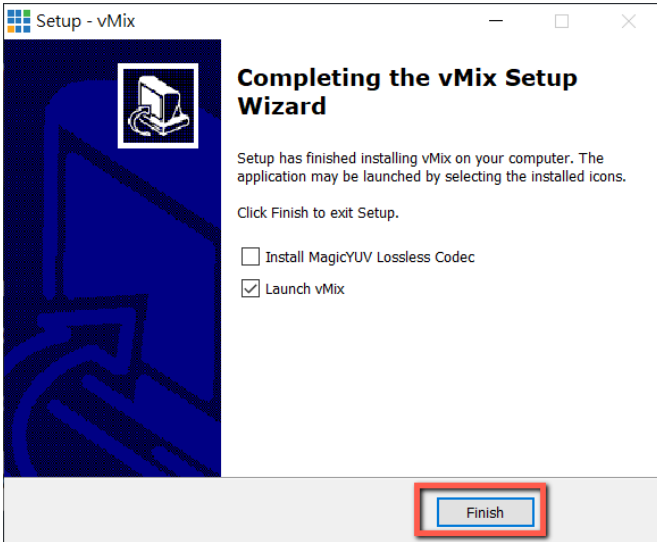 Setup - vMix
Completing the vMix Setup
Wizard
Setup has finished installing vMix on your computer. The
application may be launched by selecting the installed icons.
Click Finish to exit Setup.
Install MagicYUV Lossless Codec
Launch vMix
Finish